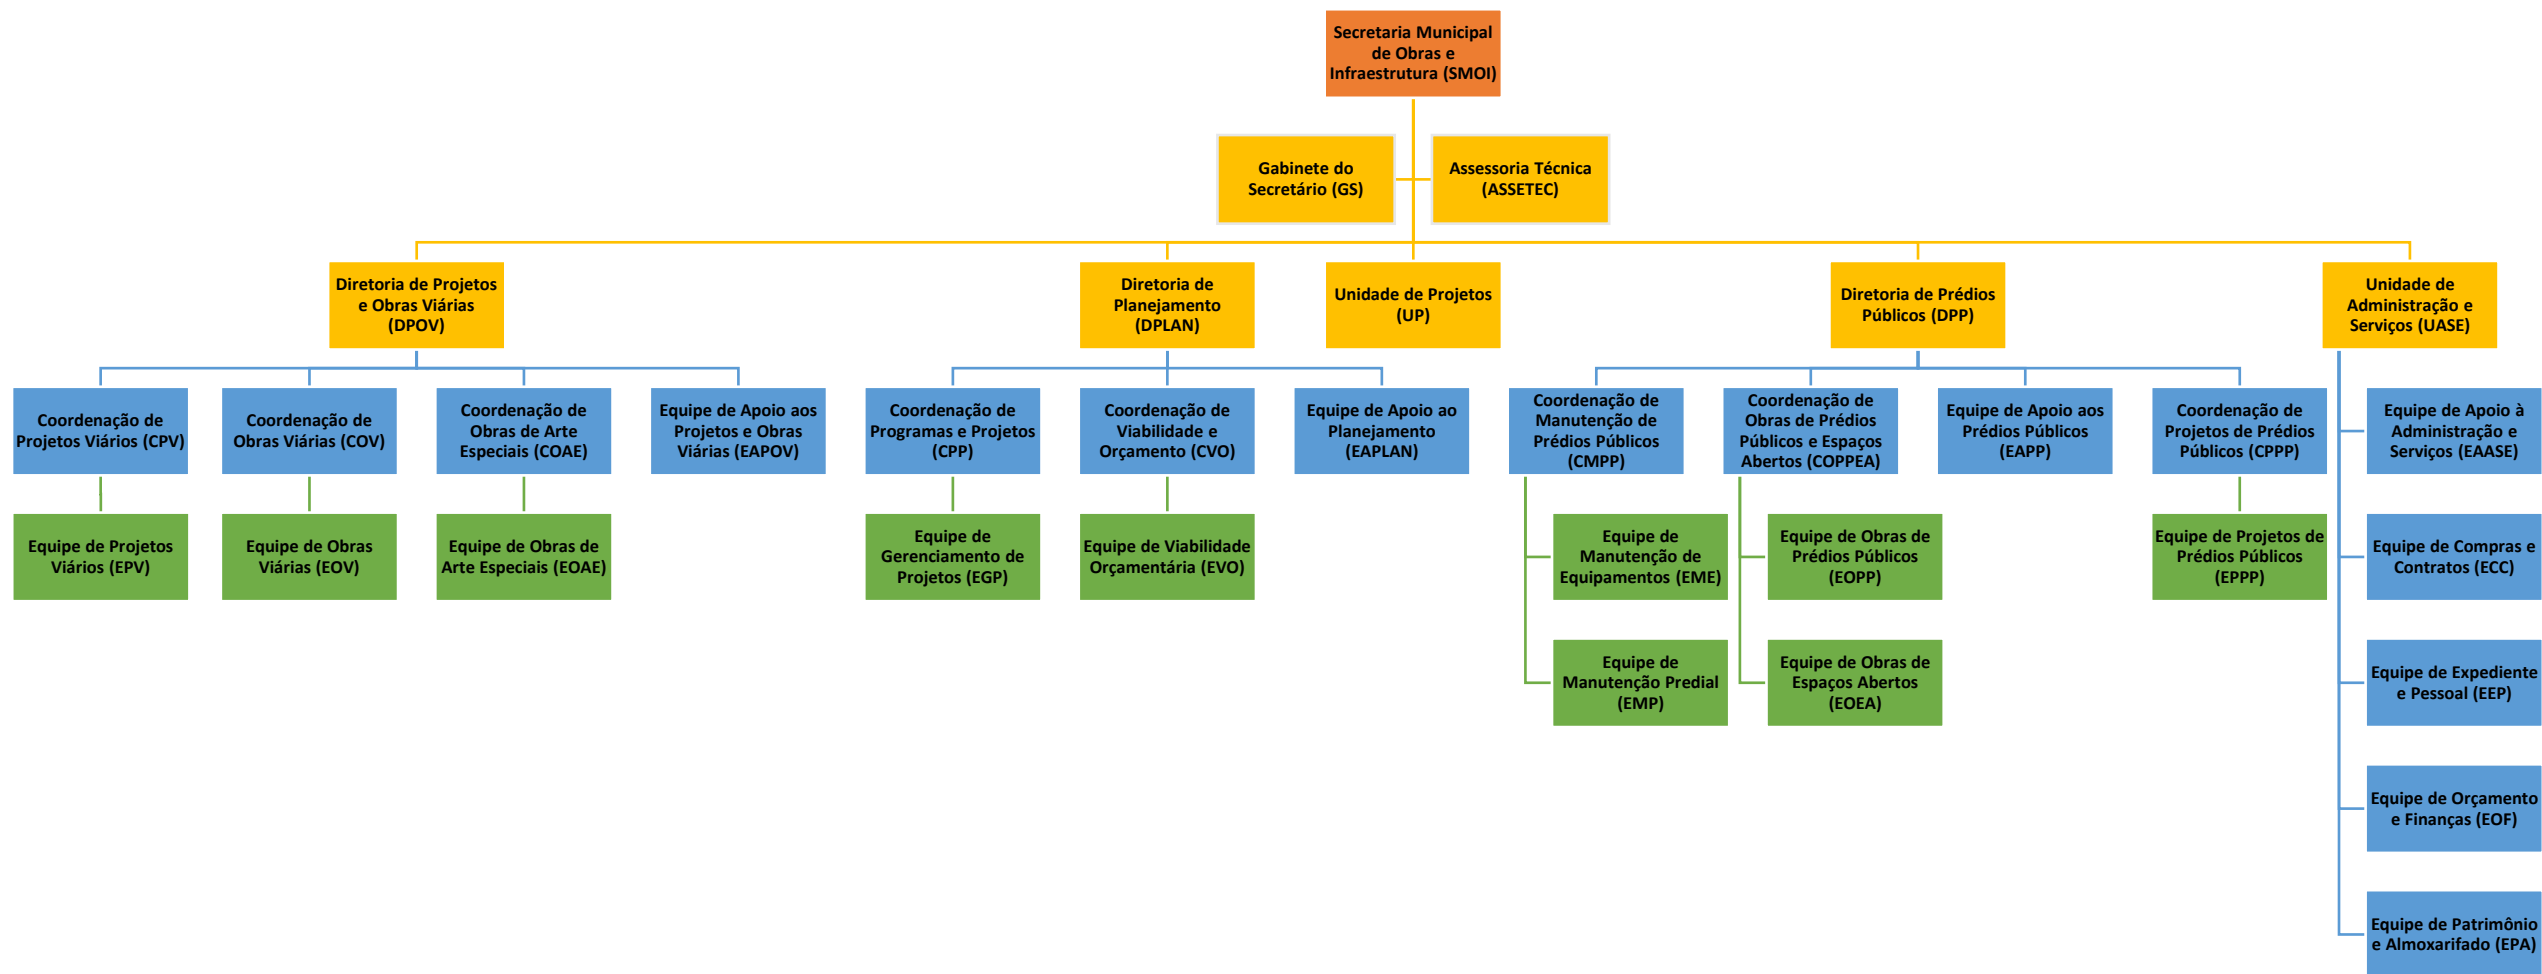 Secretaria Municipal
de Obras e
Infraestrutura (SMOI)
Gabinete do
Secretário (GS)
Assessoria Técnica
(ASSETEC)
Diretoria de Projetos
e Obras Viárias
(DPOV)
Diretoria de
Planejamento
(DPLAN)
Unidade de Projetos
(UP)
Diretoria de Prédios
Públicos (DPP)
Unidade de
Administração e
Serviços (UASE)
Coordenação de
Projetos Viários (CPV)
Coordenação de
Obras Viárias (COV)
Coordenação de
Obras de Arte
Especiais (COAE)
Equipe de Apoio aos
Projetos e Obras
Viárias (EAPOV)
Coordenação de
Programas e Projetos
(CPP)
Coordenação de
Viabilidade e
Orçamento (CVO)
Equipe de Apoio ao
Planejamento
(EAPLAN)
Coordenação de
Manutenção de
Prédios Públicos
(CMPP)
Coordenação de
Obras de Prédios
Públicos e Espaços
Abertos (COPPEA)
Equipe de Apoio aos
Prédios Públicos
(EAPP)
Coordenação de
Projetos de Prédios
Públicos (CPPP)
Equipe de Apoio à
Administração e
Serviços (EAASE)
Equipe de Projetos
Viários (EPV)
Equipe de Obras
Viárias (EOV)
Equipe de Obras de
Arte Especiais (EOAE)
Equipe de
Gerenciamento de
Projetos (EGP)
Equipe de Viabilidade
Orçamentária (EVO)
Equipe de
Manutenção de
Equipamentos (EME)
Equipe de Obras de
Prédios Públicos
(EOPP)
Equipe de Projetos de
Prédios Públicos
(EPPP)
Equipe de Compras e
Contratos (ECC)
Equipe de
Manutenção Predial
(EMP)
Equipe de Obras de
Espaços Abertos
(EOEA)
Equipe de Expediente
e Pessoal (EEP)
Equipe de Orçamento
e Finanças (EOF)
Equipe de Patrimônio
e Almoxarifado (EPA)